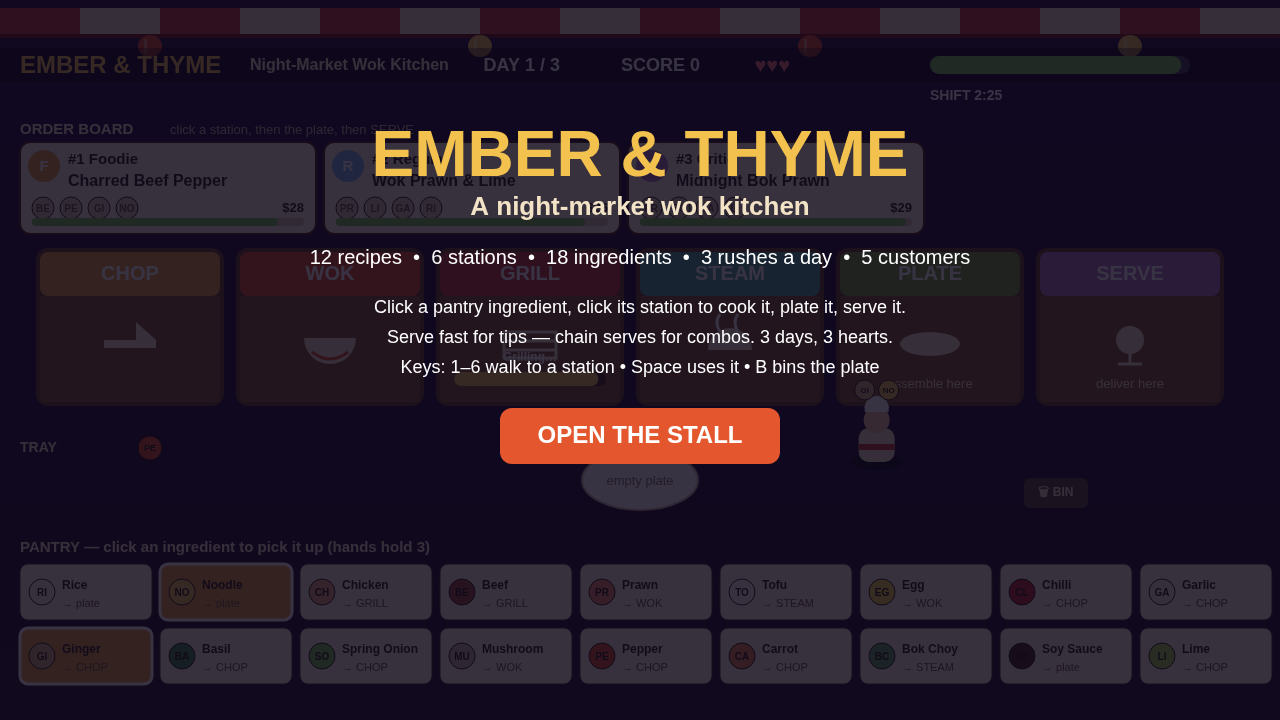 EMBER & THYME
Night-Market Wok Kitchen
DAY 1 / 3
SCORE 0
♥♥♥
SHIFT 2:25
ORDER BOARD
click a station, then the plate, then SERVE
EMBER & THYME
A night-market wok kitchen
F
#1 Foodie
Charred Beef Pepper
BE PE GI NO
$28
R
Wok Prawn & Lime
PR LI GA RI
#3 Critic
Midnight Bok Prawn
$29
12 recipes • 6 stations • 18 ingredients • 3 rushes a day • 5 customers
CHOP
WOK
GRILL
STEAM
PLATE
SERVE
Click a pantry ingredient, click its station to cook it, plate it, serve it.
Serve fast for tips — chain serves for combos. 3 days, 3 hearts.
Keys: 1–6 walk to a station • Space uses it • B bins the plate
assemble here
deliver here
GI NO
OPEN THE STALL
TRAY
PE
empty plate
BIN
PANTRY — click an ingredient to pick it up (hands hold 3)
RI Rice → plate
NO Noodle → plate
CH Chicken → GRILL
BE Beef → GRILL
PR Prawn → WOK
TO Tofu → STEAM
EG Egg → WOK
CL Chilli → CHOP
GA Garlic → CHOP
GI Ginger → CHOP
BA Basil → CHOP
SO Spring Onion → CHOP
MU Mushroom → WOK
PE Pepper → CHOP
CA Carrot → CHOP
BC Bok Choy → STEAM
Soy Sauce → CHOP
LI Lime → CHOP